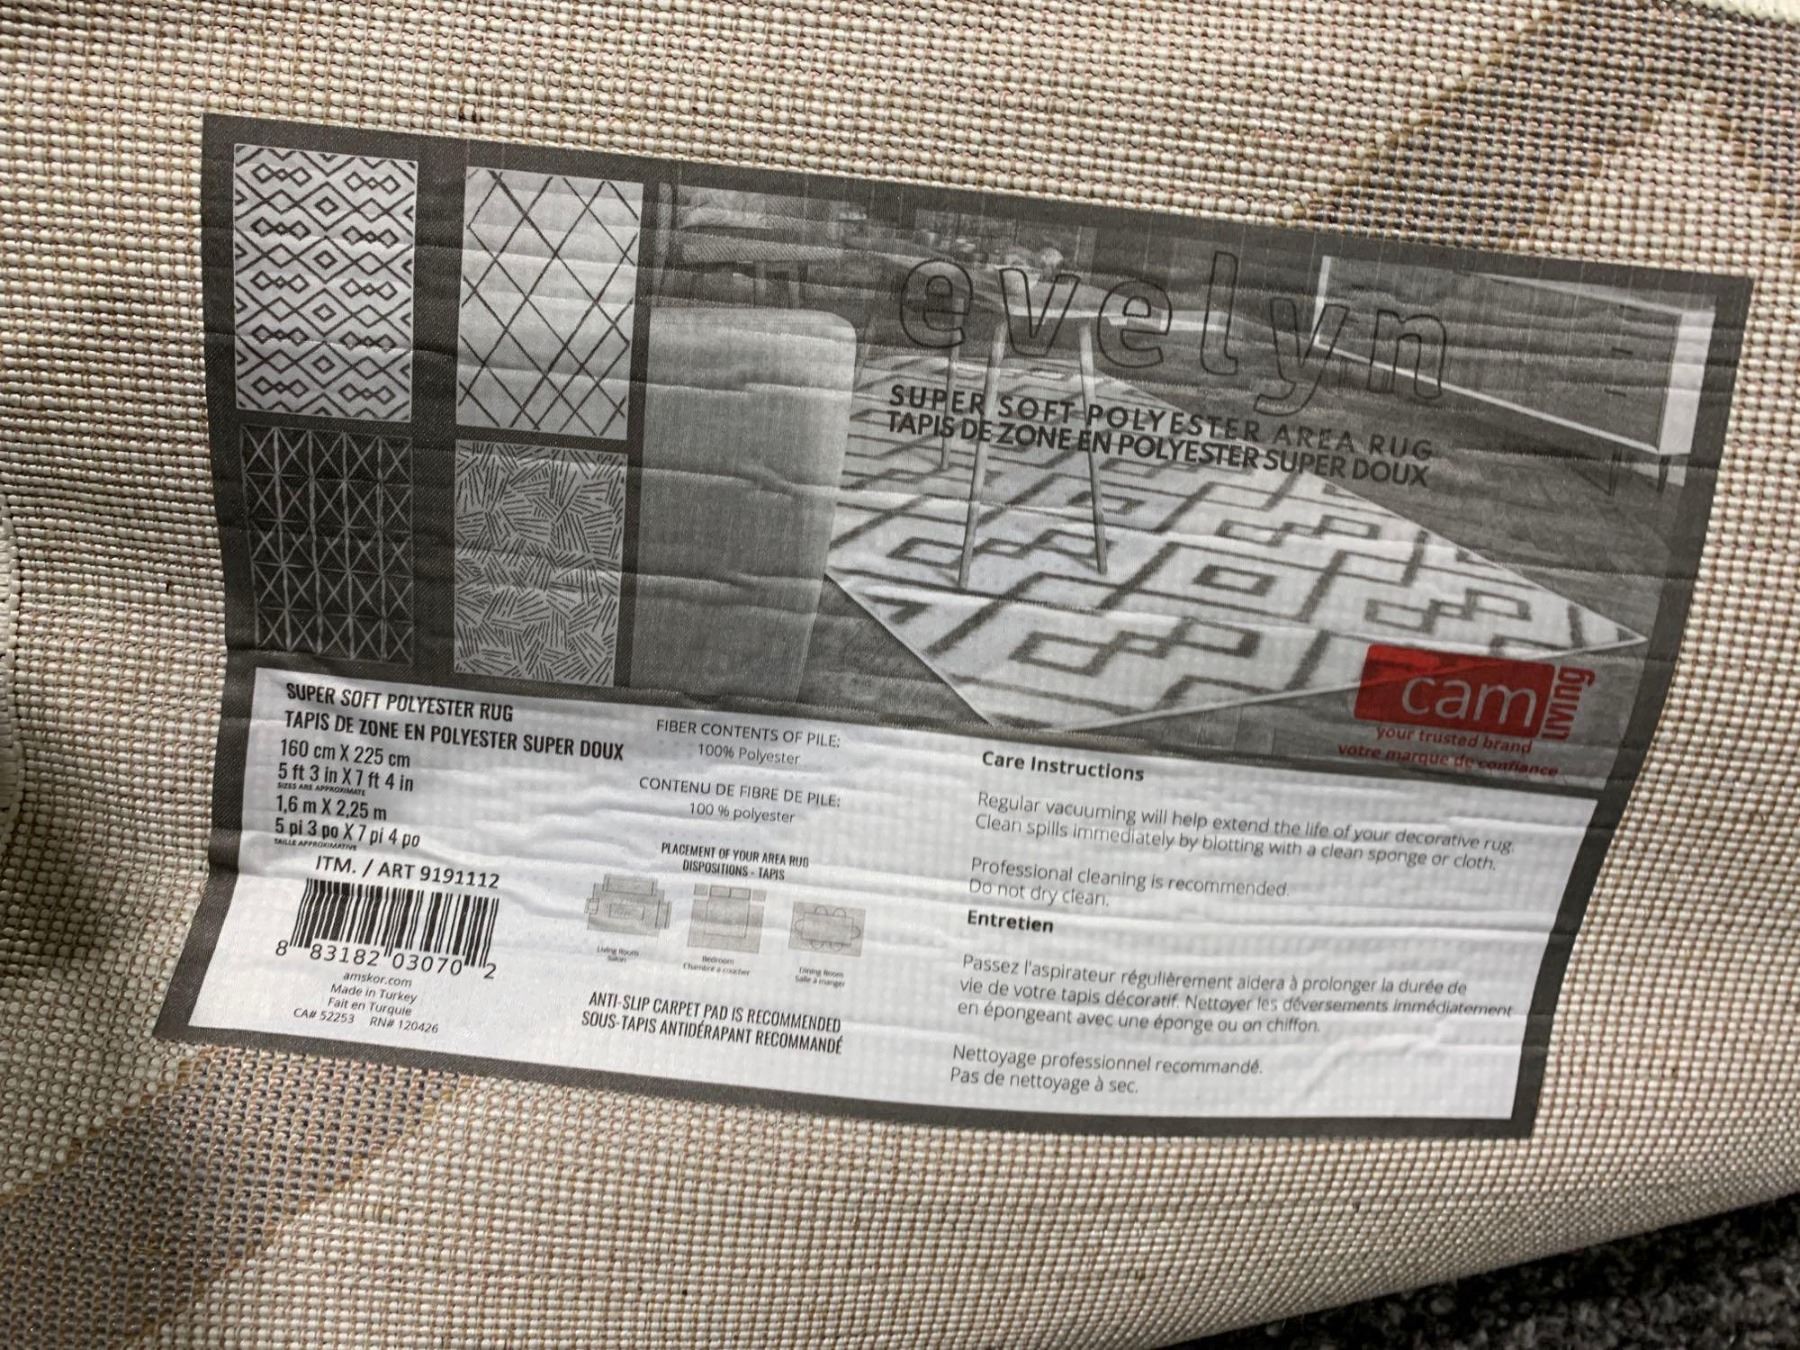 evelyn
SUPER SOFT POLYESTER AREA RUG
TAPIS DE ZONE EN POLYESTER SUPER DOUX
cam
LIVING
your trusted brand
votre marque de confiance
SUPER SOFT POLYESTER RUG
TAPIS DE ZONE EN POLYESTER SUPER DOUX
160 cm X 225 cm
5 ft 3 in X 7 ft 4 in
SIZES ARE APPROXIMATE
1,6 m X 2,25 m
5 pi 3 po X 7 pi 4 po
TAILLE APPROXIMATIVE
ITM. / ART 9191112
8 83182 03070 2
amskor.com
Made in Turkey
Fait en Turquie
CA# 52253 RN# 120426
FIBER CONTENTS OF PILE:
100% Polyester
CONTENU DE FIBRE DE PILE:
100 % polyester
PLACEMENT OF YOUR AREA RUG
DISPOSITIONS - TAPIS
Living Room
Salon
Bedroom
Chambre a coucher
Dining Room
Salle a manger
ANTI-SLIP CARPET PAD IS RECOMMENDED
SOUS-TAPIS ANTIDÉRAPANT RECOMMANDÉ
Care Instructions
Regular vacuuming will help extend the life of your decorative rug.
Clean spills immediately by blotting with a clean sponge or cloth.
Professional cleaning is recommended.
Do not dry clean.
Entretien
Passez l'aspirateur régulièrement aidera à prolonger la durée de
vie de votre tapis décoratif. Nettoyer les déversements immédiatement
en épongeant avec une éponge ou on chiffon.
Nettoyage professionnel recommandé.
Pas de nettoyage à sec.